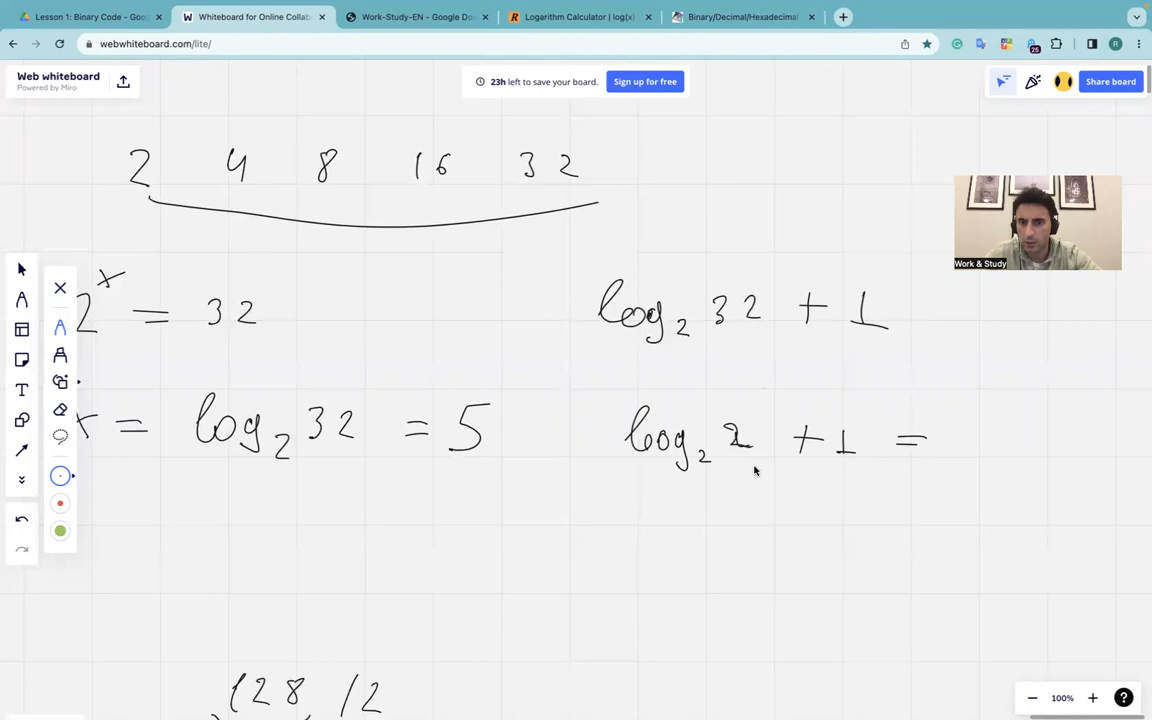 Lesson 1: Binary Code - Goo
Whiteboard for Online Collab
Work-Study-EN - Google Do
Logarithm Calculator | log(x)
Binary/Decimal/Hexadecimal
webwhiteboard.com/lite/
25
R
Web whiteboard
Powered by Miro
23h left to save your board.
Sign up for free
Share board
2 4 8 16 32
Work & Study
2^x = 32
log₂ 32 + 1
x = log₂ 32 = 5
log₂ 2 + 1 =
T
128 12
100%